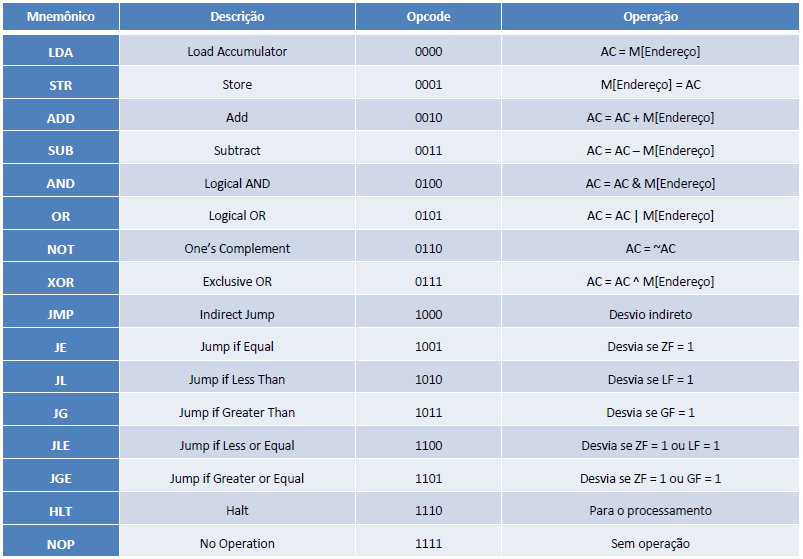 Mnemônico Descrição Opcode Operação
LDA Load Accumulator 0000 AC = M[Endereço]
STR Store 0001 M[Endereço] = AC
ADD Add 0010 AC = AC + M[Endereço]
SUB Subtract 0011 AC = AC – M[Endereço]
AND Logical AND 0100 AC = AC & M[Endereço]
OR Logical OR 0101 AC = AC | M[Endereço]
NOT One’s Complement 0110 AC = ~AC
XOR Exclusive OR 0111 AC = AC ^ M[Endereço]
JMP Indirect Jump 1000 Desvio indireto
JE Jump if Equal 1001 Desvia se ZF = 1
JL Jump if Less Than 1010 Desvia se LF = 1
JG Jump if Greater Than 1011 Desvia se GF = 1
JLE Jump if Less or Equal 1100 Desvia se ZF = 1 ou LF = 1
JGE Jump if Greater or Equal 1101 Desvia se ZF = 1 ou GF = 1
HLT Halt 1110 Para o processamento
NOP No Operation 1111 Sem operação